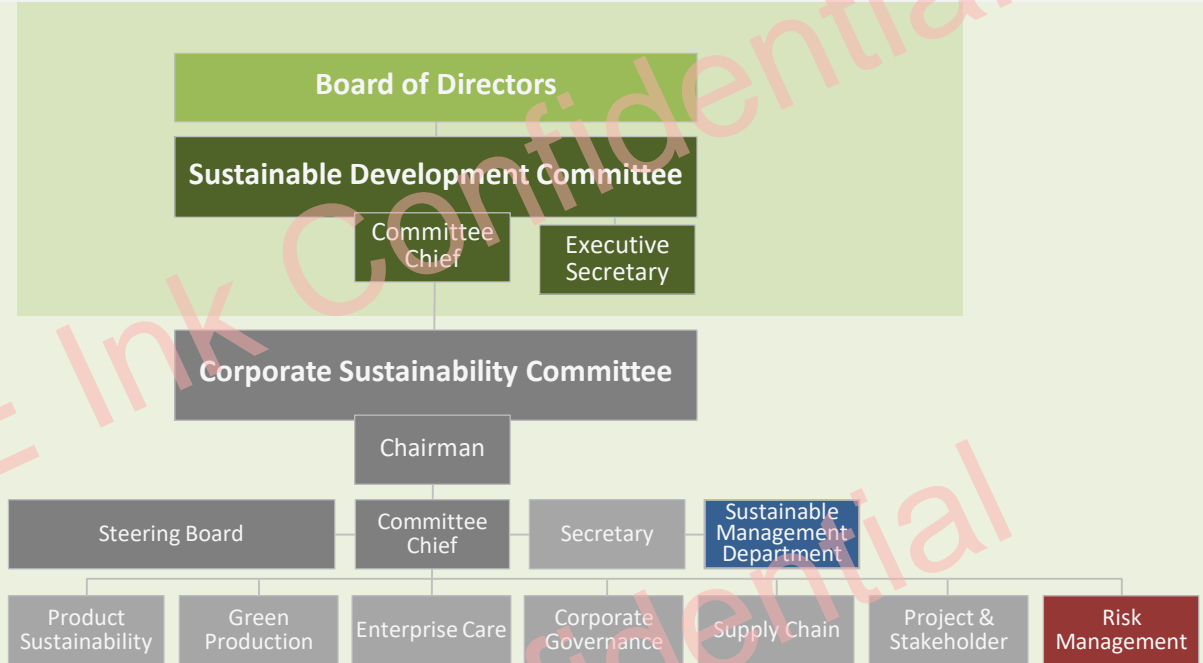 Board of Directors
Sustainable Development Committee
Committee
Chief
Executive
Secretary
Corporate Sustainability Committee
Chairman
Steering Board
Committee
Chief
Secretary
Sustainable
Management
Department
Product
Sustainability
Green
Production
Enterprise Care
Corporate
Governance
Supply Chain
Project &
Stakeholder
Risk
Management
E Ink Confidential
Confidential